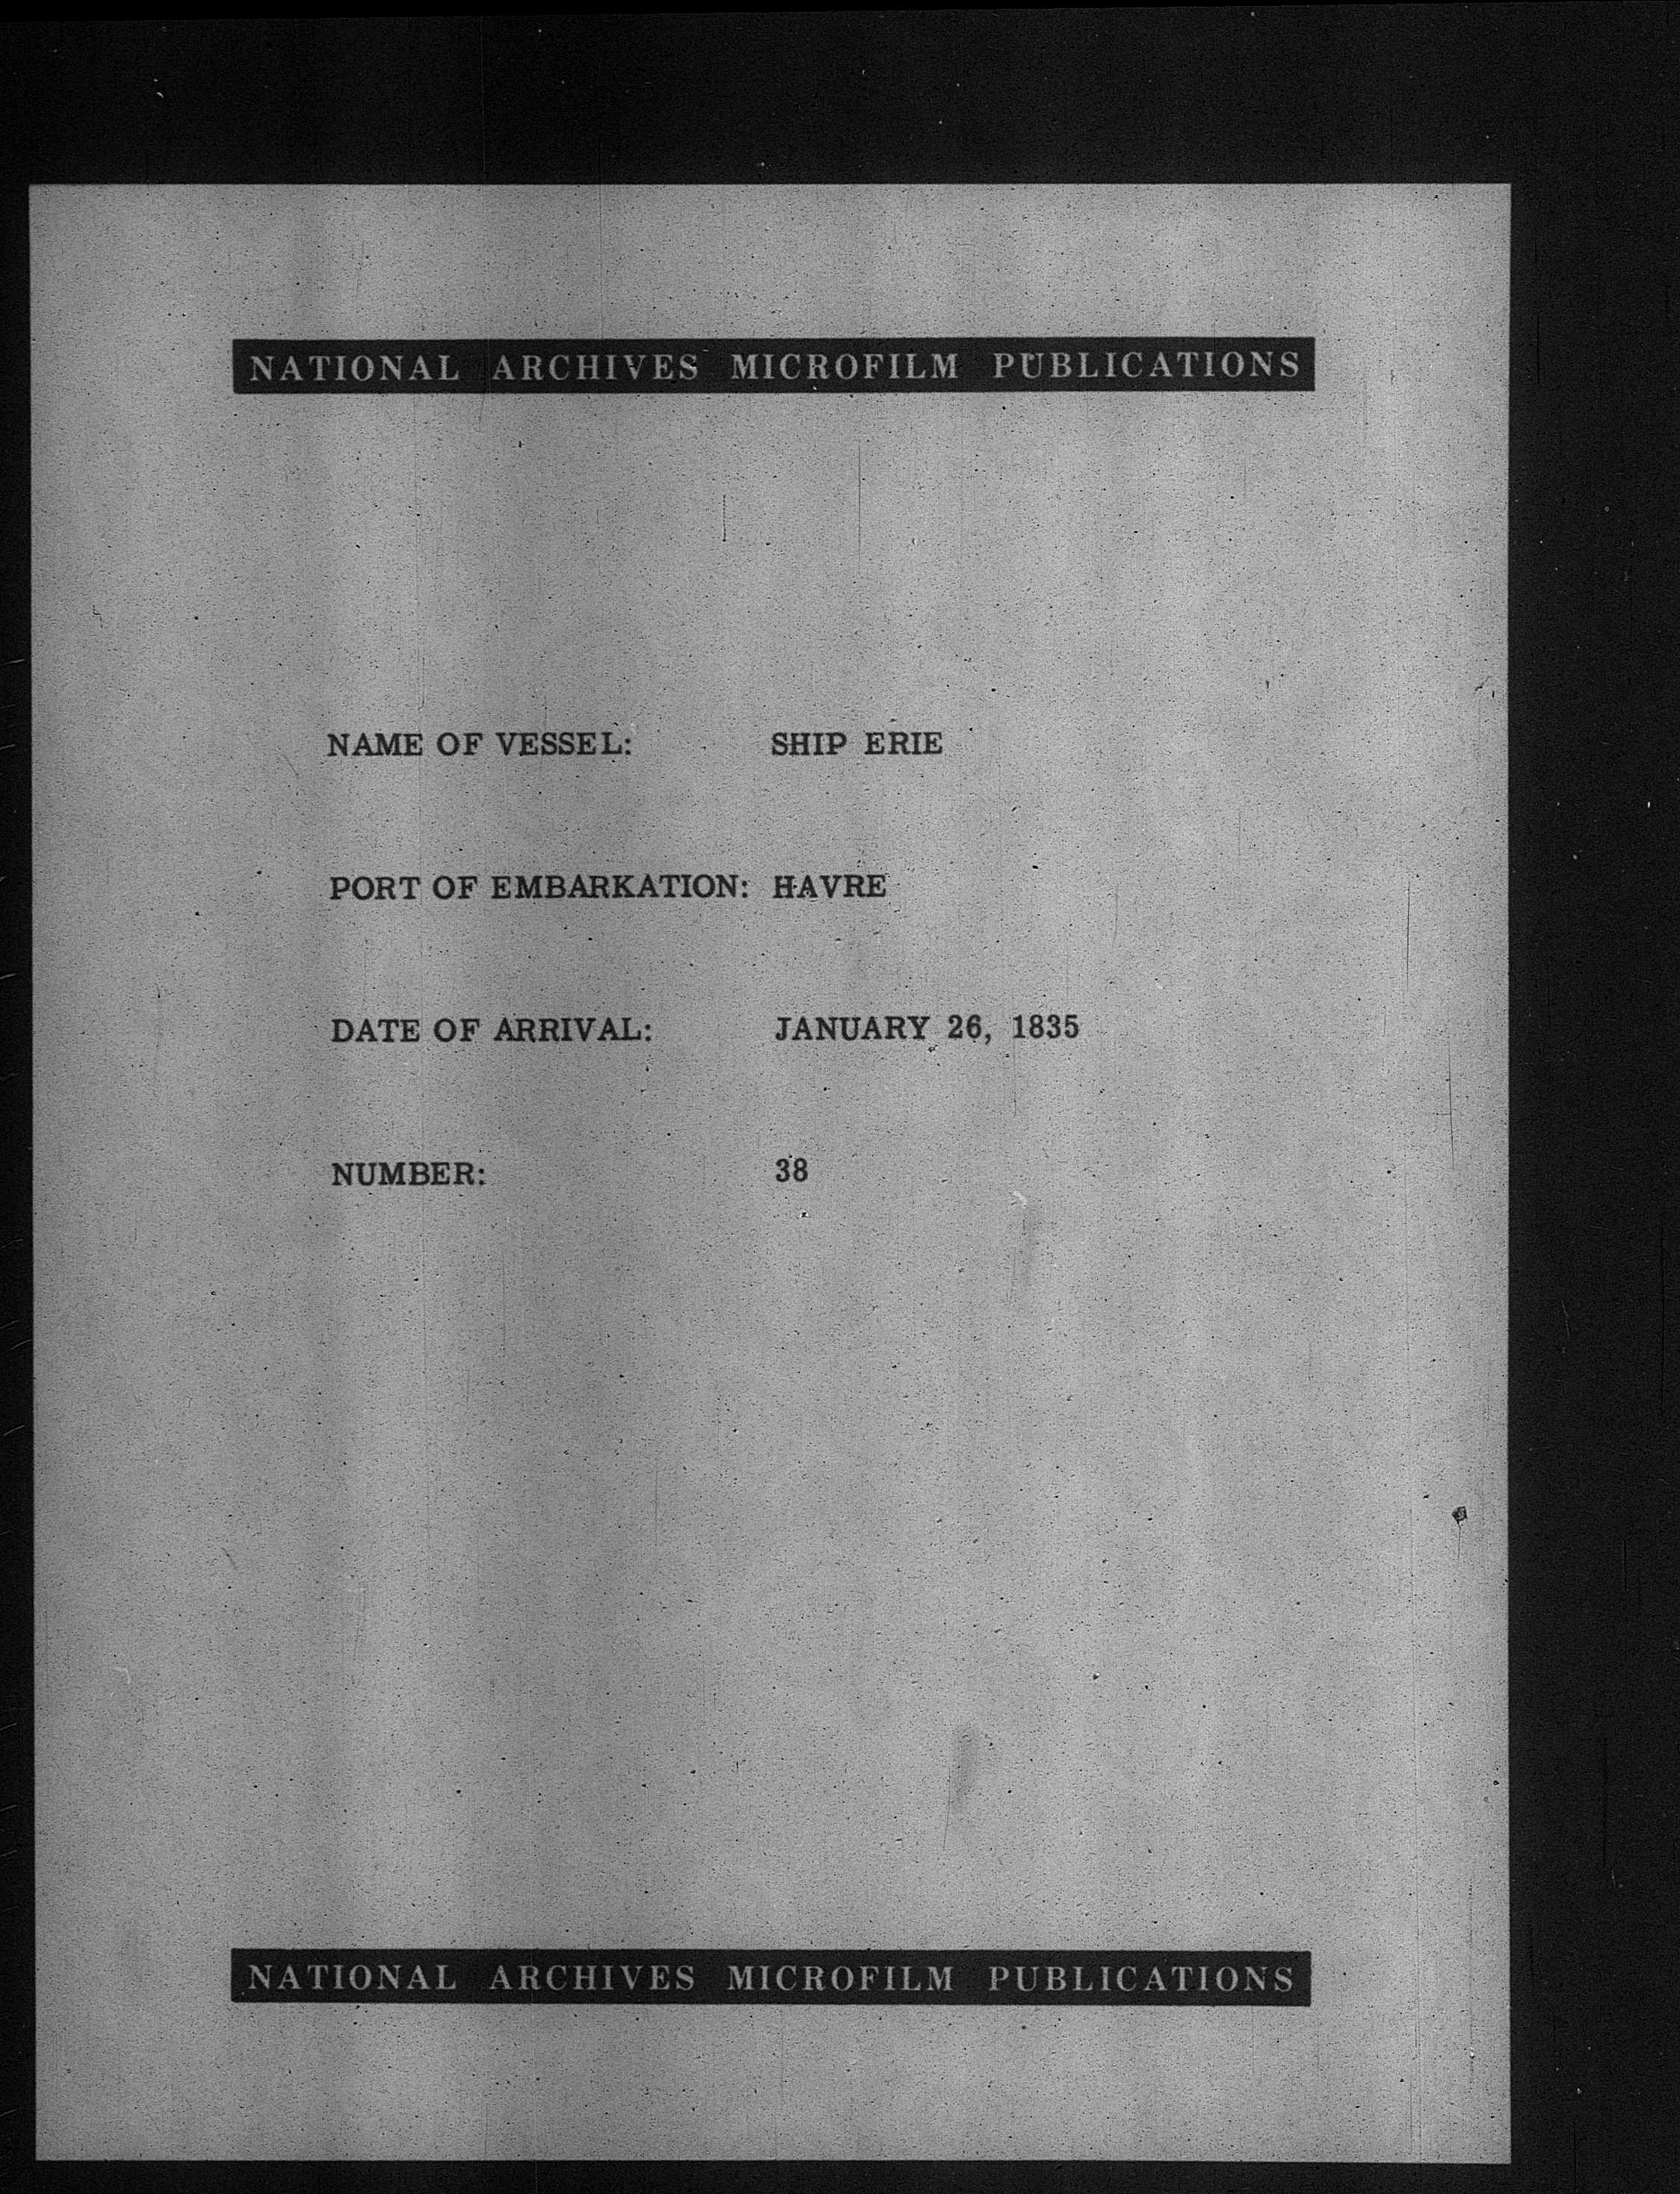 NATIONAL ARCHIVES MICROFILM PUBLICATIONS
NAME OF VESSEL: SHIP ERIE
PORT OF EMBARKATION: HAVRE
DATE OF ARRIVAL: JANUARY 26, 1835
NUMBER: 38
NATIONAL ARCHIVES MICROFILM PUBLICATIONS